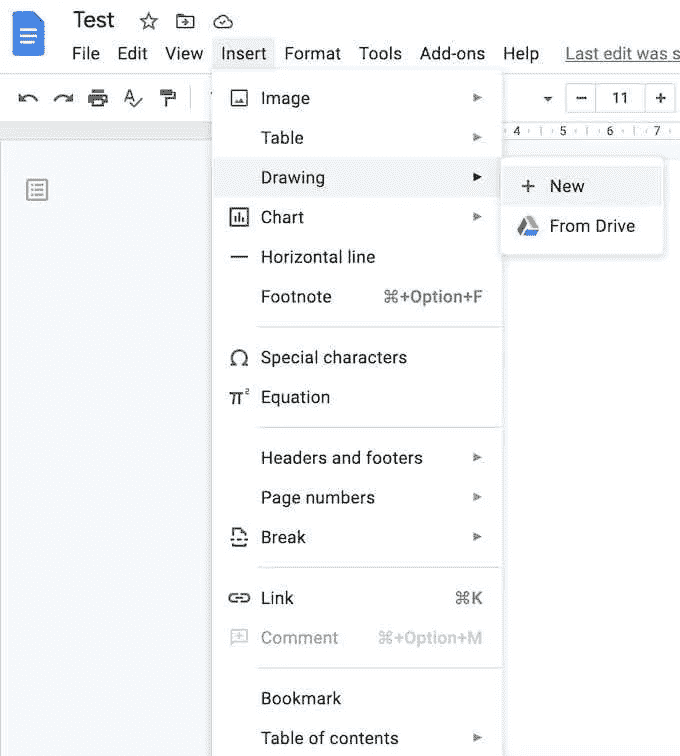 Test
File Edit View Insert Format Tools Add-ons Help Last edit was s
11
4 5 6 7
Image
Table
Drawing
New
Chart
From Drive
Horizontal line
Footnote ⌘+Option+F
Special characters
π² Equation
Headers and footers
Page numbers
Break
Link ⌘K
Comment ⌘+Option+M
Bookmark
Table of contents